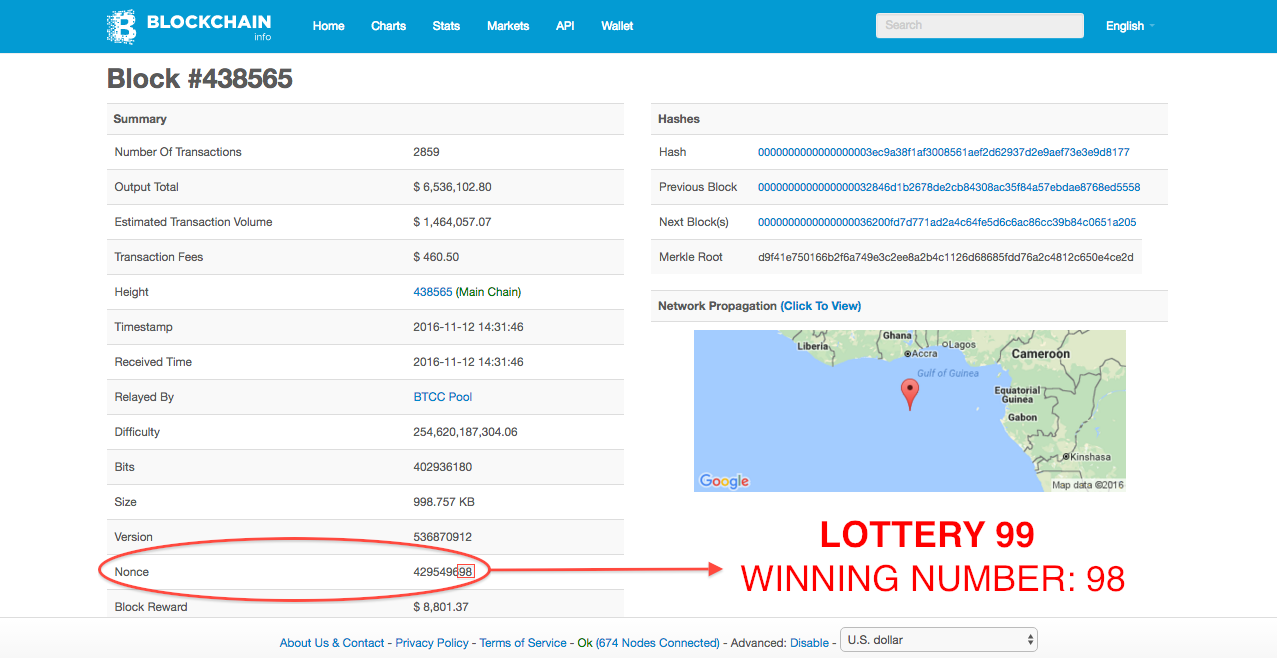 BLOCKCHAIN
info
Home Charts Stats Markets API Wallet Search English
Block #438565
Summary
Number Of Transactions 2859
Output Total $ 6,536,102.80
Estimated Transaction Volume $ 1,464,057.07
Transaction Fees $ 460.50
Height 438565 (Main Chain)
Timestamp 2016-11-12 14:31:46
Received Time 2016-11-12 14:31:46
Relayed By BTCC Pool
Difficulty 254,620,187,304.06
Bits 402936180
Size 998.757 KB
Version 536870912
Nonce 429549698
Block Reward $ 8,801.37
Hashes
Hash 0000000000000000003ec9a38f1af3008561aef2d62937d2e9aef73e3e9d8177
Previous Block 0000000000000000032846d1b2678de2cb84308ac35f84a57ebdae8768ed5558
Next Block(s) 0000000000000000036200fd7d771ad2a4c64fe5d6c6ac86cc39b84c0651a205
Merkle Root d9f41e750166b2f6a749e3c2ee8a2b4c1126d68685fdd76a2c4812c650e4ce2d
Network Propagation (Click To View)
Liberia
Ghana
Accra
Lagos
Cameroon
Gulf of Guinea
Equatorial
Guinea
Gabon
Kinshasa
Google
Map data ©2016
LOTTERY 99
WINNING NUMBER: 98
About Us & Contact - Privacy Policy - Terms of Service - Ok (674 Nodes Connected) - Advanced: Disable - U.S. dollar